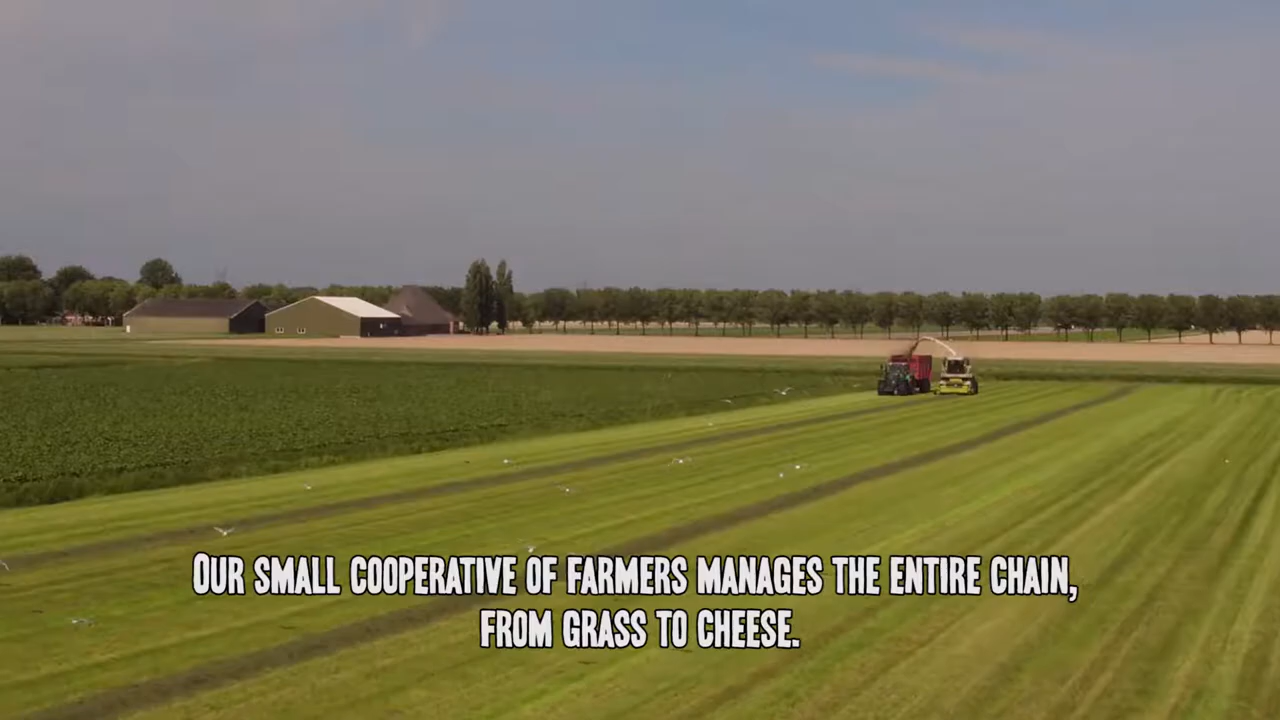 Our small cooperative of farmers manages the entire chain,
from grass to cheese.